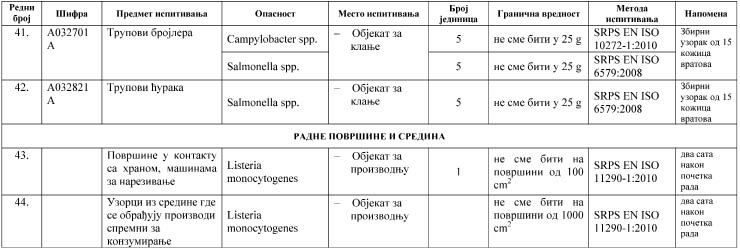 Редни број Шифра Предмет испитивања Опасност Место испитивања Број јединица Гранична вредност Метода испитивања Напомена
41. А032701 А Трупови бројлера Campylobacter spp. – Објекат за клање 5 не сме бити у 25 g SRPS EN ISO 10272-1:2010 Збирни узорак од 15 кожица вратова
Salmonella spp. 5 не сме бити у 25 g SRPS EN ISO 6579:2008
42. А032821 А Трупови ћурака Salmonella spp. – Објекат за клање 5 не сме бити у 25 g SRPS EN ISO 6579:2008 Збирни узорак од 15 кожица вратова
РАДНЕ ПОВРШИНЕ И СРЕДИНА
43. Површине у контакту са храном, машинама за нарезивање Listeria monocytogenes – Објекат за производњу 1 не сме бити на површини од 100 cm² SRPS EN ISO 11290-1:2010 два сата након почетка рада
44. Узорци из средине где се обрађују производи спремни за конзумирање Listeria monocytogenes – Објекат за производњу не сме бити на површини од 1000 cm² SRPS EN ISO 11290-1:2010 два сата након почетка рада